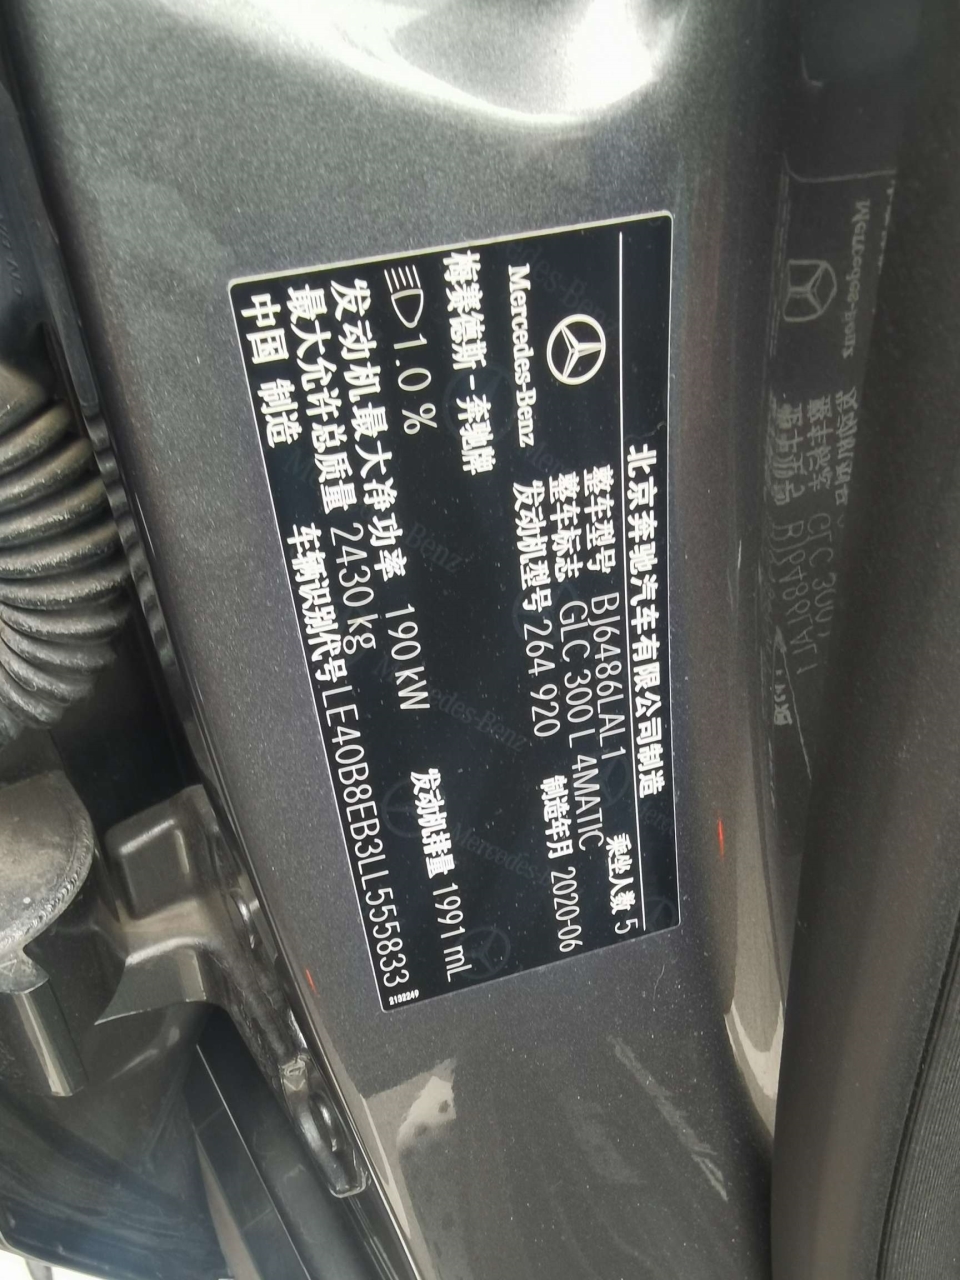 北京奔驰汽车有限公司制造
Mercedes-Benz
整车型号 BJ6486LAL1 乘坐人数 5
整车标志 GLC 300 L 4MATIC
发动机型号 264 920 制造年月 2020-06
梅赛德斯-奔驰牌
1.0 %
发动机最大净功率 190 kW 发动机排量 1991 mL
最大允许总质量 2430 kg
中国 制造 车辆识别代号 LE40B8EB3LL555833
2132249